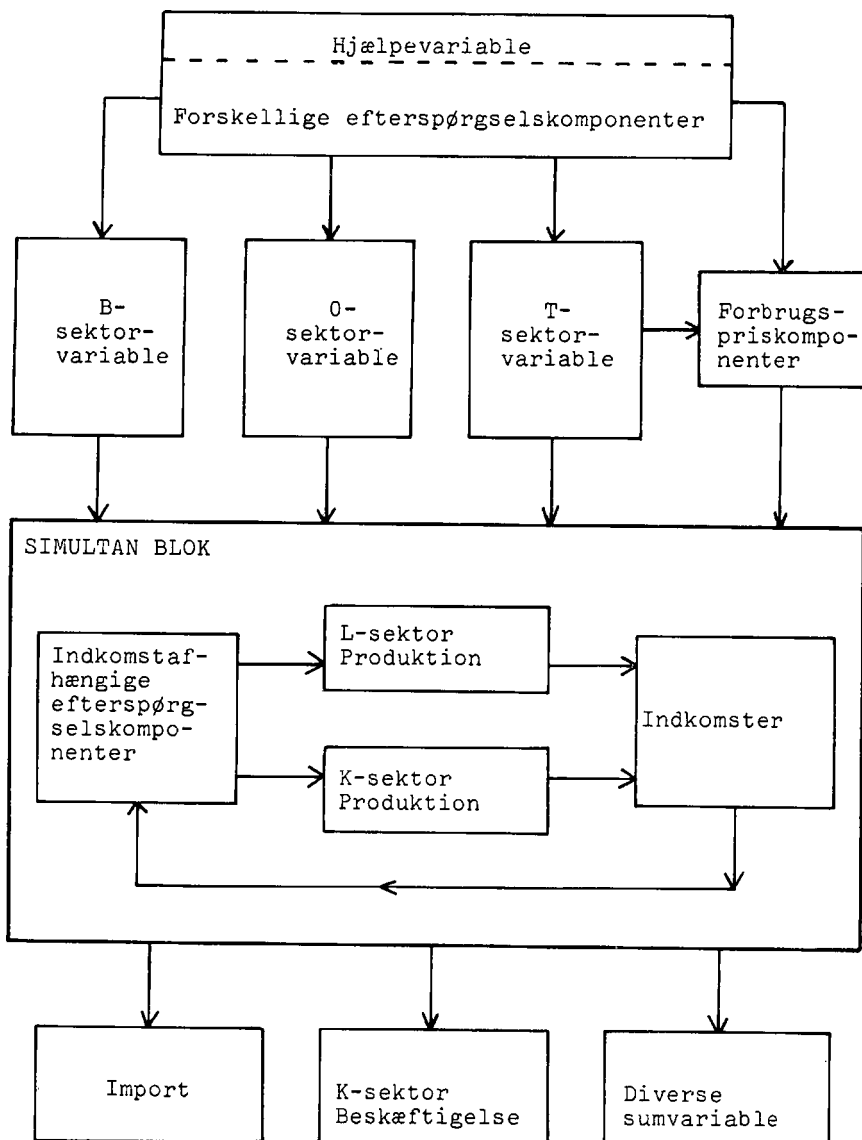 Hjælpevariable
Forskellige efterspørgselskomponenter
B-
sektor-
variable
O-
sektor-
variable
T-
sektor-
variable
Forbrugs-
priskompo-
nenter
SIMULTAN BLOK
Indkomstaf-
hængige
efterspørg-
selskompo-
nenter
L-sektor
Produktion
K-sektor
Produktion
Indkomster
Import
K-sektor
Beskæftigelse
Diverse
sumvariable